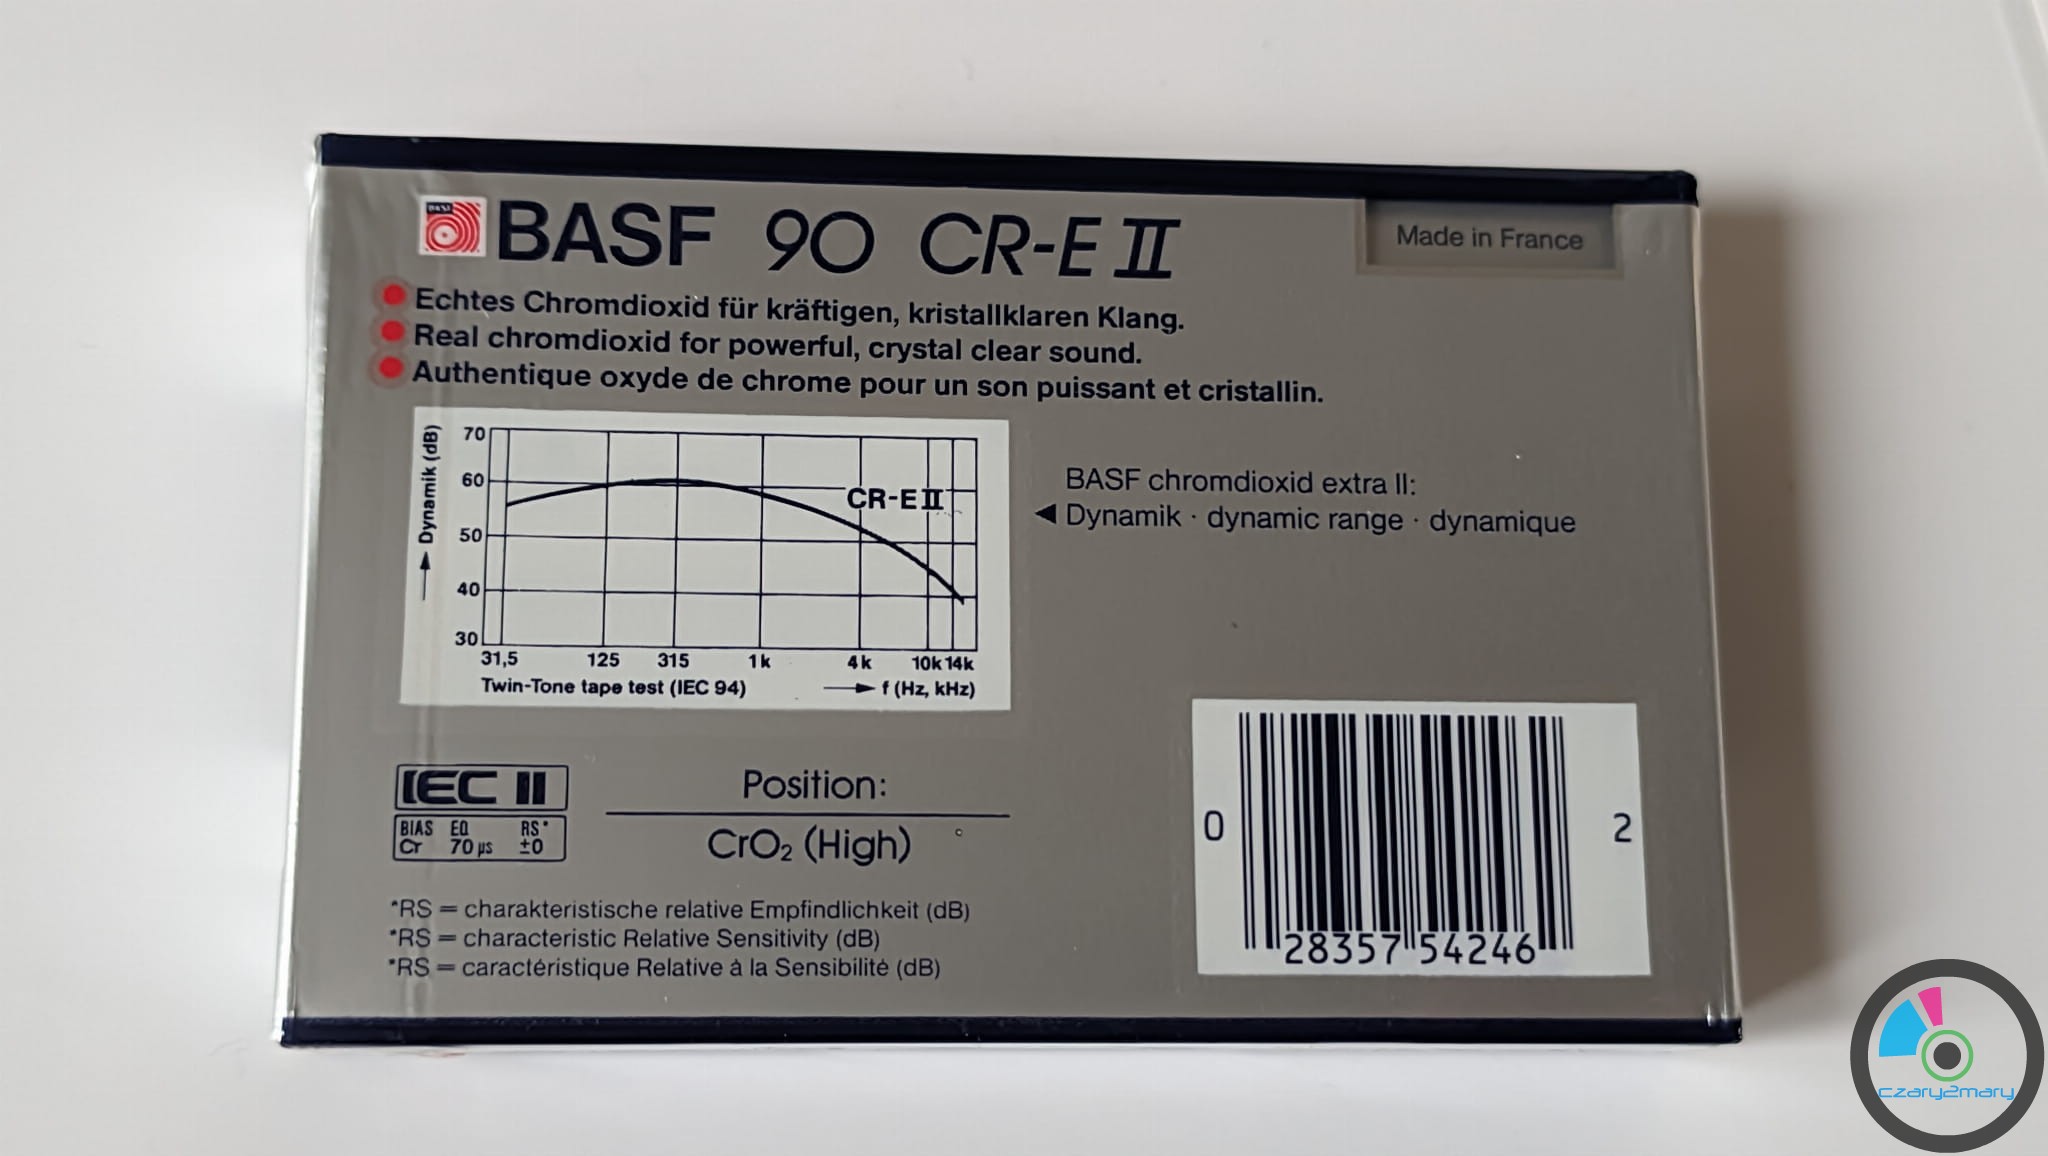 BASF
BASF 90 CR-E II
Made in France
Echtes Chromdioxid für kräftigen, kristallklaren Klang.
Real chromdioxid for powerful, crystal clear sound.
Authentique oxyde de chrome pour un son puissant et cristallin.
Dynamik (dB)
70
60
50
40
30
CR-E II
31,5 125 315 1k 4k 10k 14k
Twin-Tone tape test (IEC 94) f (Hz, kHz)
BASF chromdioxid extra II:
◄ Dynamik · dynamic range · dynamique
IEC II
BIAS EQ RS*
Cr 70 µs ±0
Position:
CrO₂ (High)
*RS = charakteristische relative Empfindlichkeit (dB)
*RS = characteristic Relative Sensitivity (dB)
*RS = caractéristique Relative à la Sensibilité (dB)
0 28357 54246 2
czary2mary